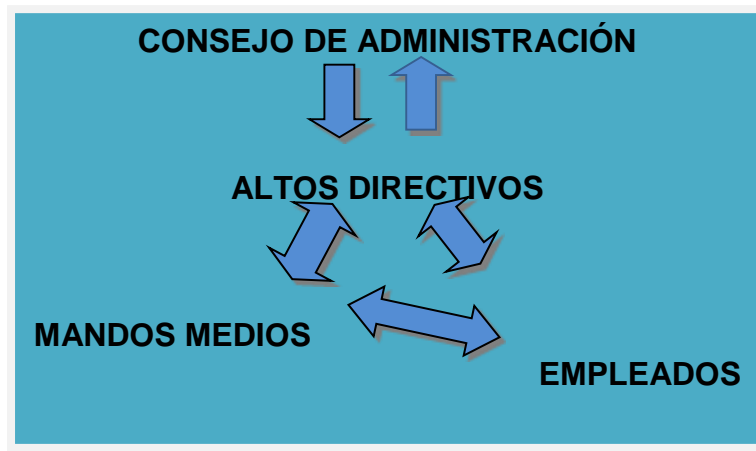 CONSEJO DE ADMINISTRACIÓN
ALTOS DIRECTIVOS
MANDOS MEDIOS
EMPLEADOS